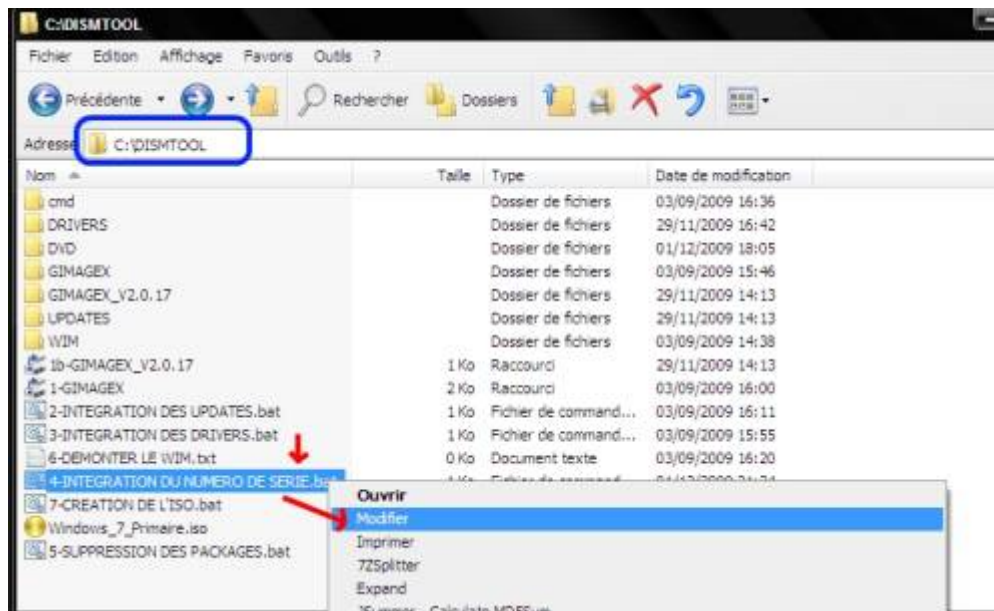 C:\DISMTOOL
Fichier Edition Affichage Favoris Outils ?
Précédente Rechercher Dossiers
Adresse C:\DISMTOOL
Nom Taille Type Date de modification
cmd Dossier de fichiers 03/09/2009 16:36
DRIVERS Dossier de fichiers 29/11/2009 16:42
DVD Dossier de fichiers 01/12/2009 18:05
GIMAGEX Dossier de fichiers 03/09/2009 15:46
GIMAGEX_V2.0.17 Dossier de fichiers 29/11/2009 14:13
UPDATES Dossier de fichiers 29/11/2009 14:13
WIM Dossier de fichiers 03/09/2009 14:38
1b-GIMAGEX_V2.0.17 1 Ko Raccourci 29/11/2009 14:13
1-GIMAGEX 2 Ko Raccourci 03/09/2009 16:00
2-INTEGRATION DES UPDATES.bat 1 Ko Fichier de command... 03/09/2009 16:11
3-INTEGRATION DES DRIVERS.bat 1 Ko Fichier de command... 03/09/2009 15:55
6-DEMONTER LE WIM.txt 0 Ko Document texte 03/09/2009 16:20
4-INTEGRATION DU NUMERO DE SERIE.bat
Ouvrir
7-CREATION DE L'ISO.bat
Modifier
Windows_7_Primaire.iso
Imprimer
5-SUPPRESSION DES PACKAGES.bat
7ZSplitter
Expand